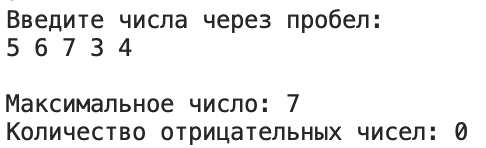 Введите числа через пробел:
5 6 7 3 4
Максимальное число: 7
Количество отрицательных чисел: 0